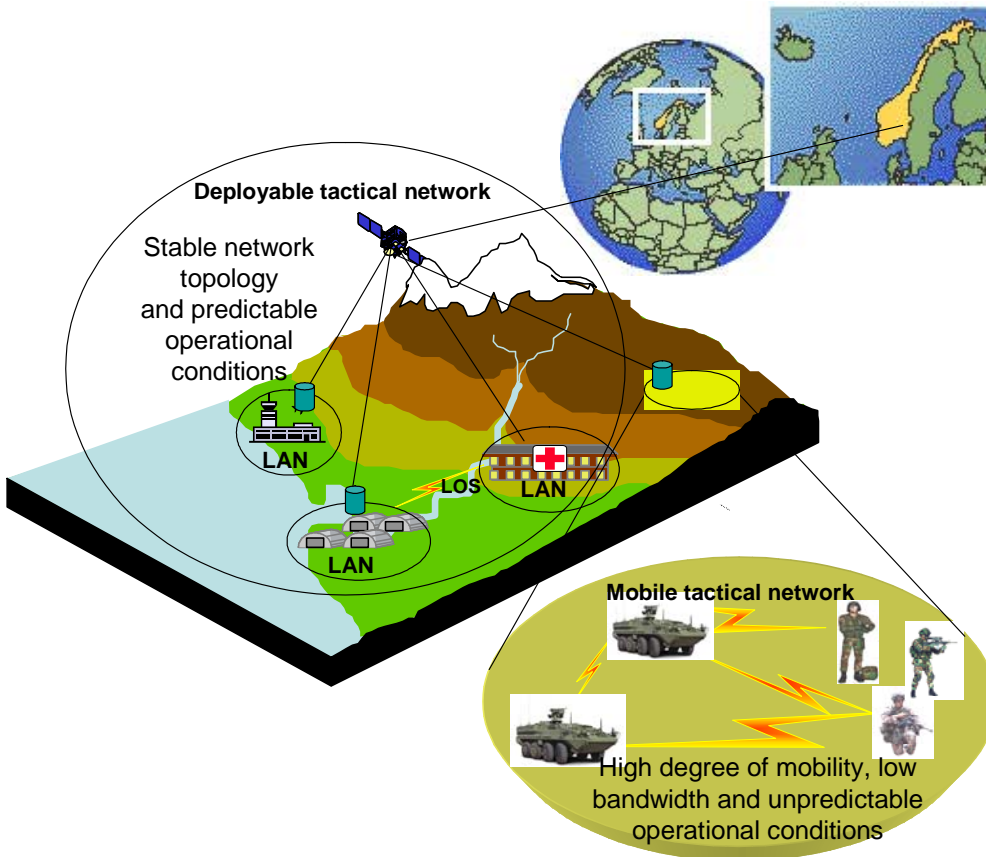 Deployable tactical network
Stable network
topology
and predictable
operational
conditions
LAN
LOS
LAN
LAN
Mobile tactical network
High degree of mobility, low
bandwidth and unpredictable
operational conditions